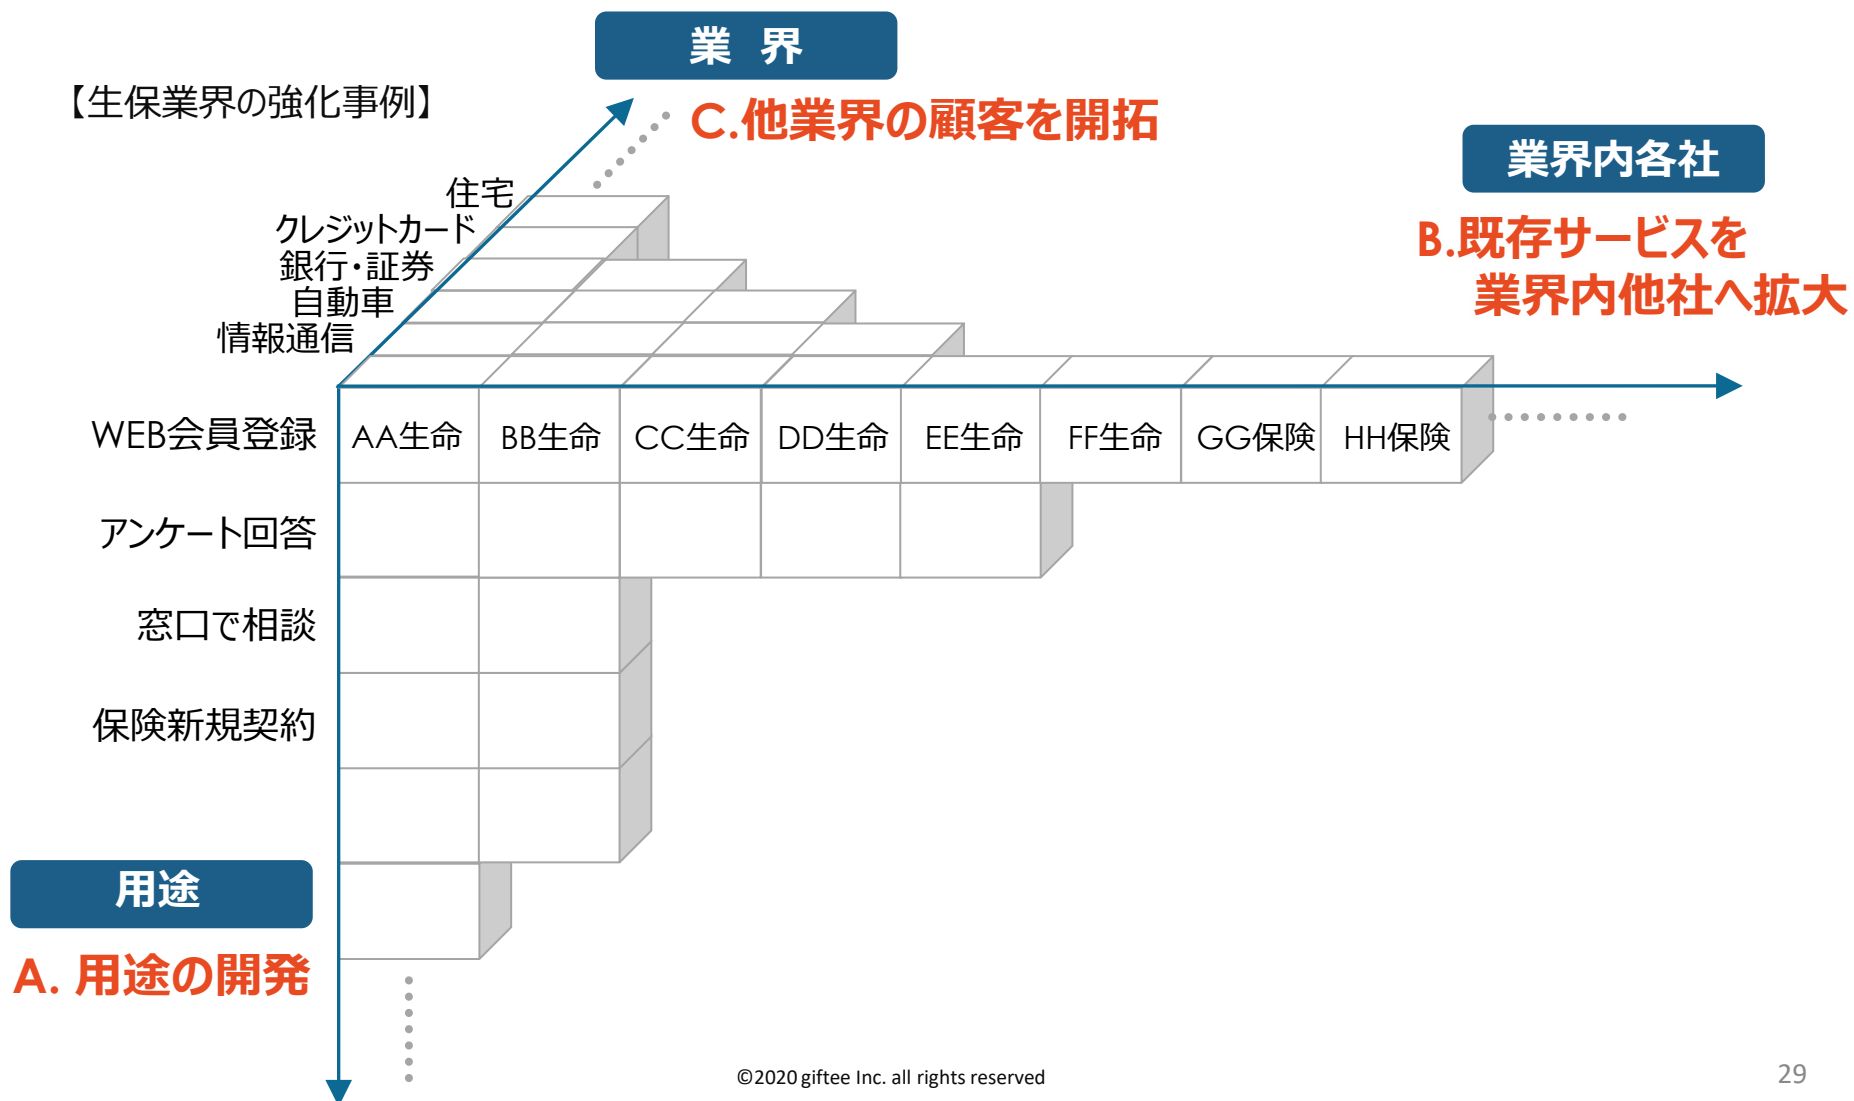 業 界
【生保業界の強化事例】
C.他業界の顧客を開拓
業界内各社
B.既存サービスを
業界内他社へ拡大
住宅
クレジットカード
銀行・証券
自動車
情報通信
WEB会員登録
AA生命
BB生命
CC生命
DD生命
EE生命
FF生命
GG保険
HH保険
アンケート回答
窓口で相談
保険新規契約
用途
A. 用途の開発
©2020 giftee Inc. all rights reserved
29